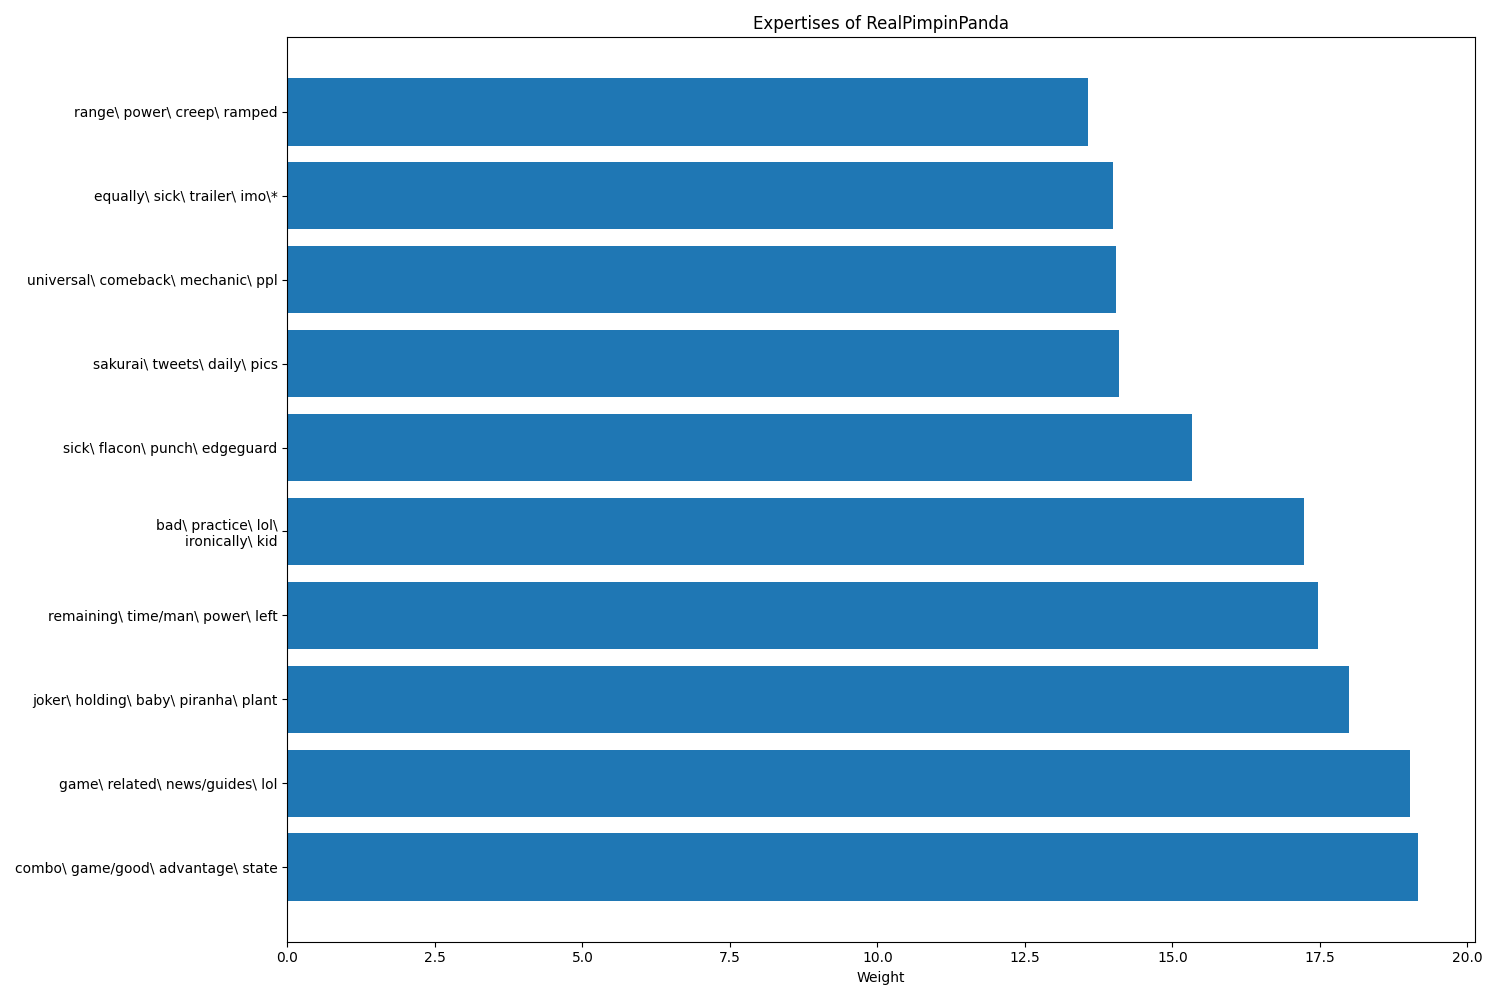 Expertises of RealPimpinPanda
range\ power\ creep\ ramped
equally\ sick\ trailer\ imo\*
universal\ comeback\ mechanic\ ppl
sakurai\ tweets\ daily\ pics
sick\ flacon\ punch\ edgeguard
bad\ practice\ lol\
ironically\ kid
remaining\ time/man\ power\ left
joker\ holding\ baby\ piranha\ plant
game\ related\ news/guides\ lol
combo\ game/good\ advantage\ state
0.0 2.5 5.0 7.5 10.0 12.5 15.0 17.5 20.0
Weight